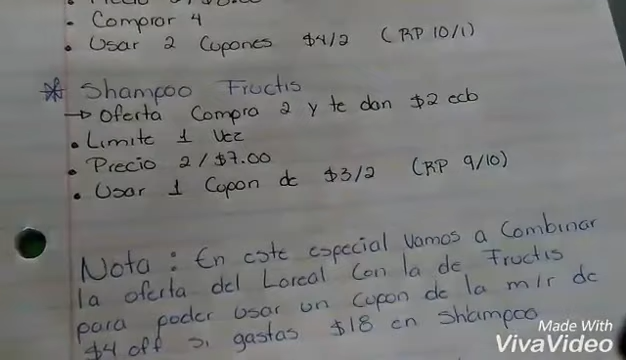 • Comprar 4
• Usar 2 Cupones $4/2 (RP 10/1)
* Shampoo Fructis
→ Oferta Compra 2 y te dan $2 ecb
• Limite 1 Vez
• Precio 2/$7.00
• Usar 1 Cupon de $3/2 (RP 9/10)
Nota: En este especial Vamos a Combinar
la oferta del Loreal Con la de Fructis
para poder usar un Cupon de la m/r de
$4 off si gastas $18 en Shampoo
Made With
VivaVideo